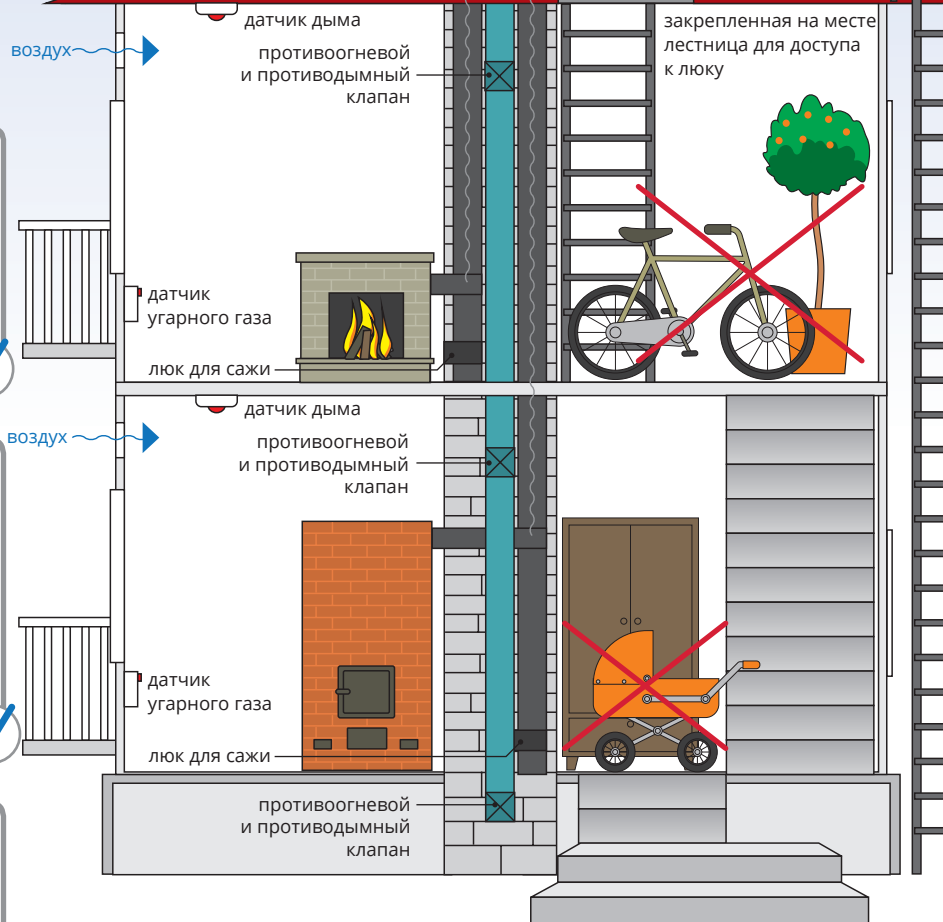 датчик дыма
закрепленная на месте
лестница для доступа
к люку
воздух
противоогневой
и противодымный
клапан
датчик
угарного газа
люк для сажи
датчик дыма
воздух
противоогневой
и противодымный
клапан
датчик
угарного газа
люк для сажи
противоогневой
и противодымный
клапан